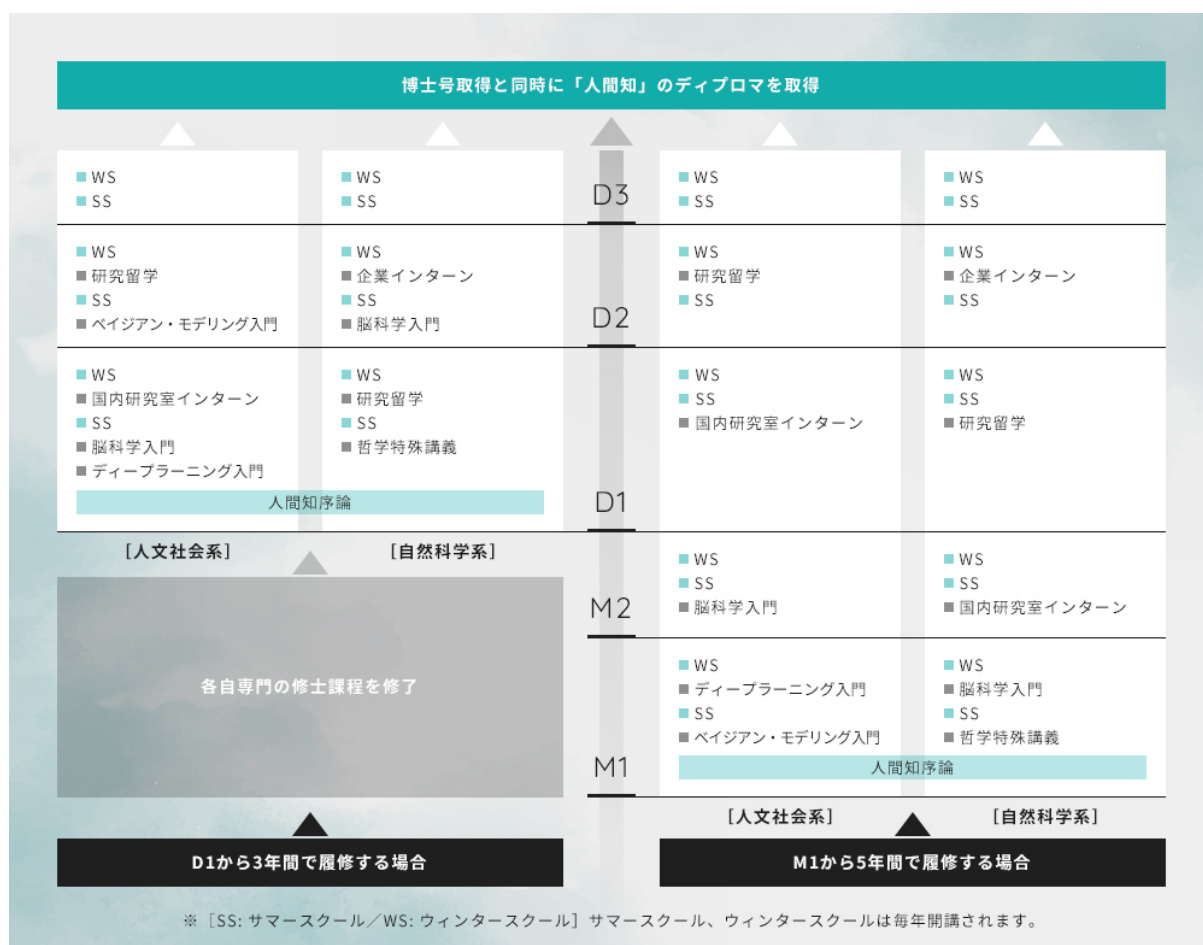 博士号取得と同時に「人間知」のディプロマを取得
WS
SS
WS
SS
D3
WS
SS
WS
SS
WS
研究留学
SS
ベイジアン・モデリング入門
WS
企業インターン
SS
脳科学入門
D2
WS
研究留学
SS
WS
企業インターン
SS
WS
国内研究室インターン
SS
脳科学入門
ディープラーニング入門
WS
研究留学
SS
哲学特殊講義
人間知序論
D1
WS
SS
国内研究室インターン
WS
SS
研究留学
[人文社会系]
[自然科学系]
各自専門の修士課程を修了
D1から3年間で履修する場合
M2
WS
SS
脳科学入門
WS
SS
国内研究室インターン
M1
WS
ディープラーニング入門
SS
ベイジアン・モデリング入門
WS
脳科学入門
SS
哲学特殊講義
人間知序論
[人文社会系]
[自然科学系]
M1から5年間で履修する場合
※［SS: サマースクール／WS: ウィンタースクール］サマースクール、ウィンタースクールは毎年開講されます。